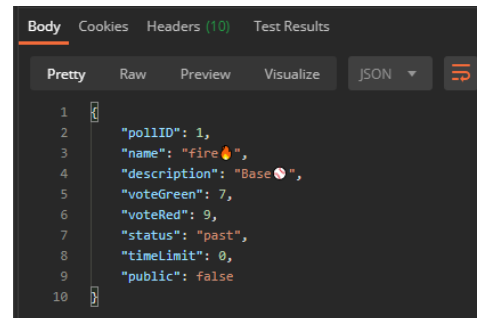 Body Cookies Headers (10) Test Results
Pretty Raw Preview Visualize JSON
1 {
2 "pollID": 1,
3 "name": "fire🔥",
4 "description": "Base⚾",
5 "voteGreen": 7,
6 "voteRed": 9,
7 "status": "past",
8 "timeLimit": 0,
9 "public": false
10 }